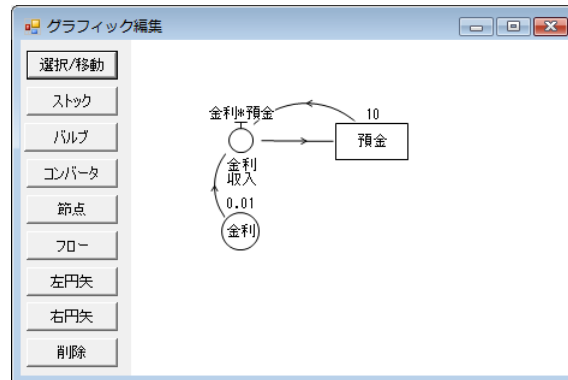 グラフィック編集
選択/移動
ストック
バルブ
コンバータ
節点
フロー
左円矢
右円矢
削除
金利*預金
10
預金
金利
収入
0.01
金利